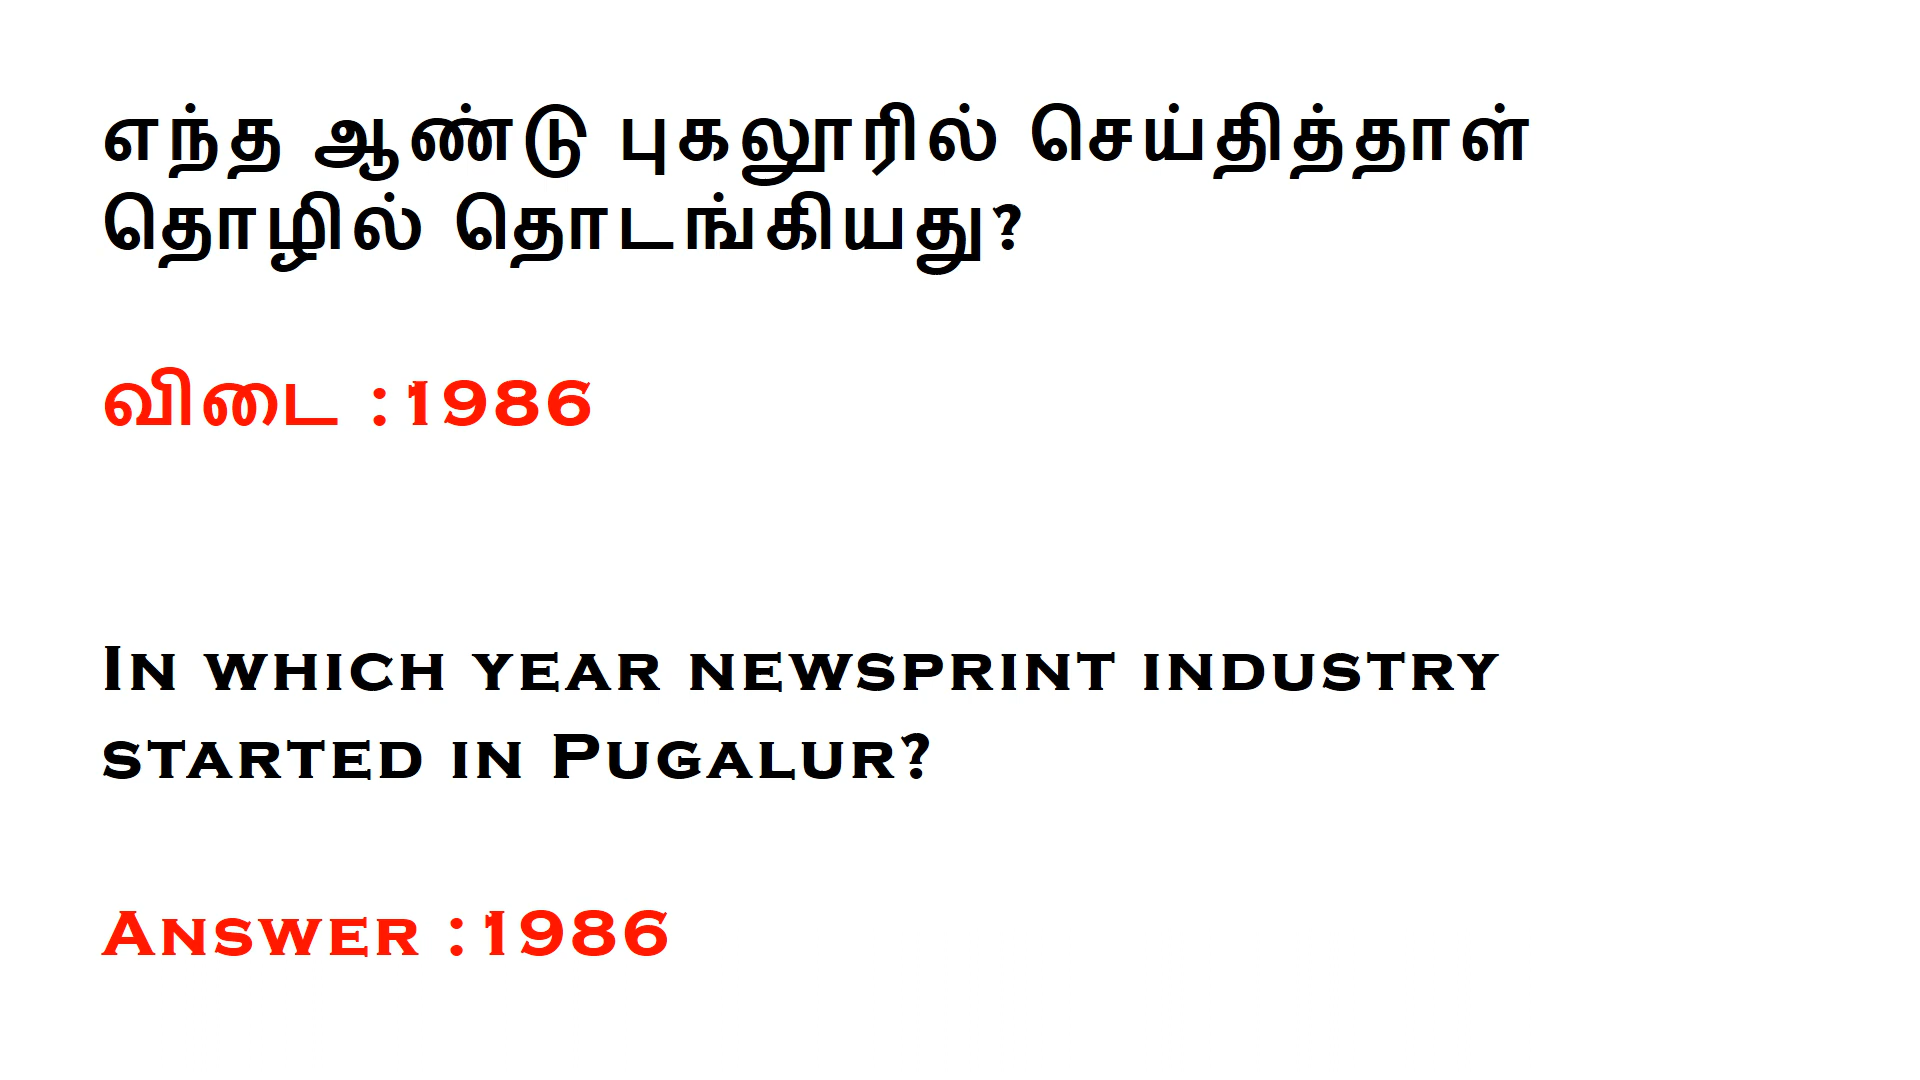 எந்த ஆண்டு புகலூரில் செய்தித்தாள்
தொழில் தொடங்கியது?
விடை :1986
In which year newsprint industry
started in Pugalur?
Answer :1986